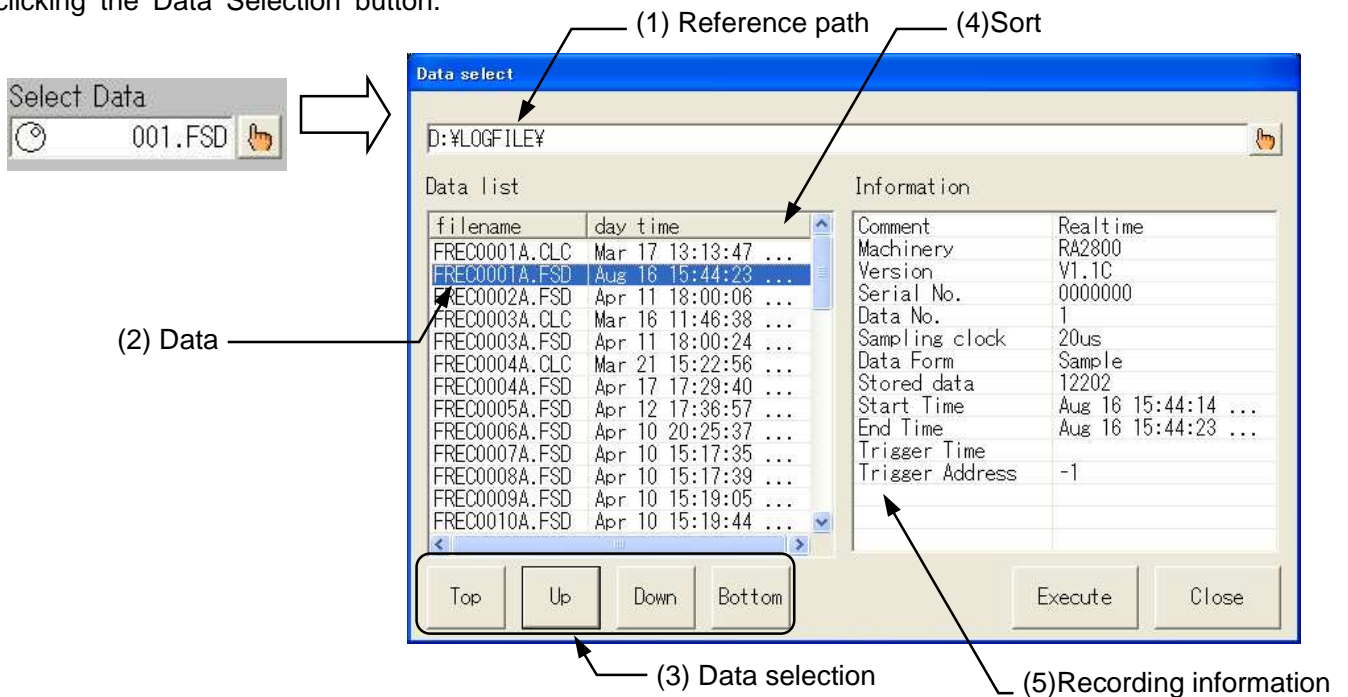 clicking the Data Selection button.
(1) Reference path
(4)Sort
Select Data
001.FSD
Data select
D:¥LOGFILE¥
Data list
Information
filename day time
FREC0001A.CLC Mar 17 13:13:47 ...
FREC0001A.FSD Aug 16 15:44:23 ...
FREC0002A.FSD Apr 11 18:00:06 ...
FREC0003A.CLC Mar 16 11:46:38 ...
FREC0003A.FSD Apr 11 18:00:24 ...
FREC0004A.CLC Mar 21 15:22:56 ...
FREC0004A.FSD Apr 17 17:29:40 ...
FREC0005A.FSD Apr 12 17:36:57 ...
FREC0006A.FSD Apr 10 20:25:37 ...
FREC0007A.FSD Apr 10 15:17:35 ...
FREC0008A.FSD Apr 10 15:17:39 ...
FREC0009A.FSD Apr 10 15:19:05 ...
FREC0010A.FSD Apr 10 15:19:44 ...
Comment Realtime
Machinery RA2800
Version V1.1C
Serial No. 0000000
Data No. 1
Sampling clock 20us
Data Form Sample
Stored data 12202
Start Time Aug 16 15:44:14 ...
End Time Aug 16 15:44:23 ...
Trigger Time
Trigger Address -1
(2) Data
Top Up Down Bottom Execute Close
(3) Data selection
(5)Recording information